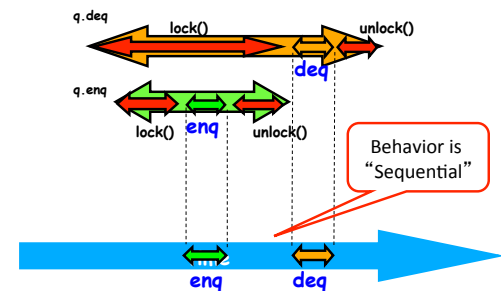 q.deq
lock()
unlock()
deq
q.enq
lock()
enq
unlock()
Behavior is
“Sequential”
enq
deq